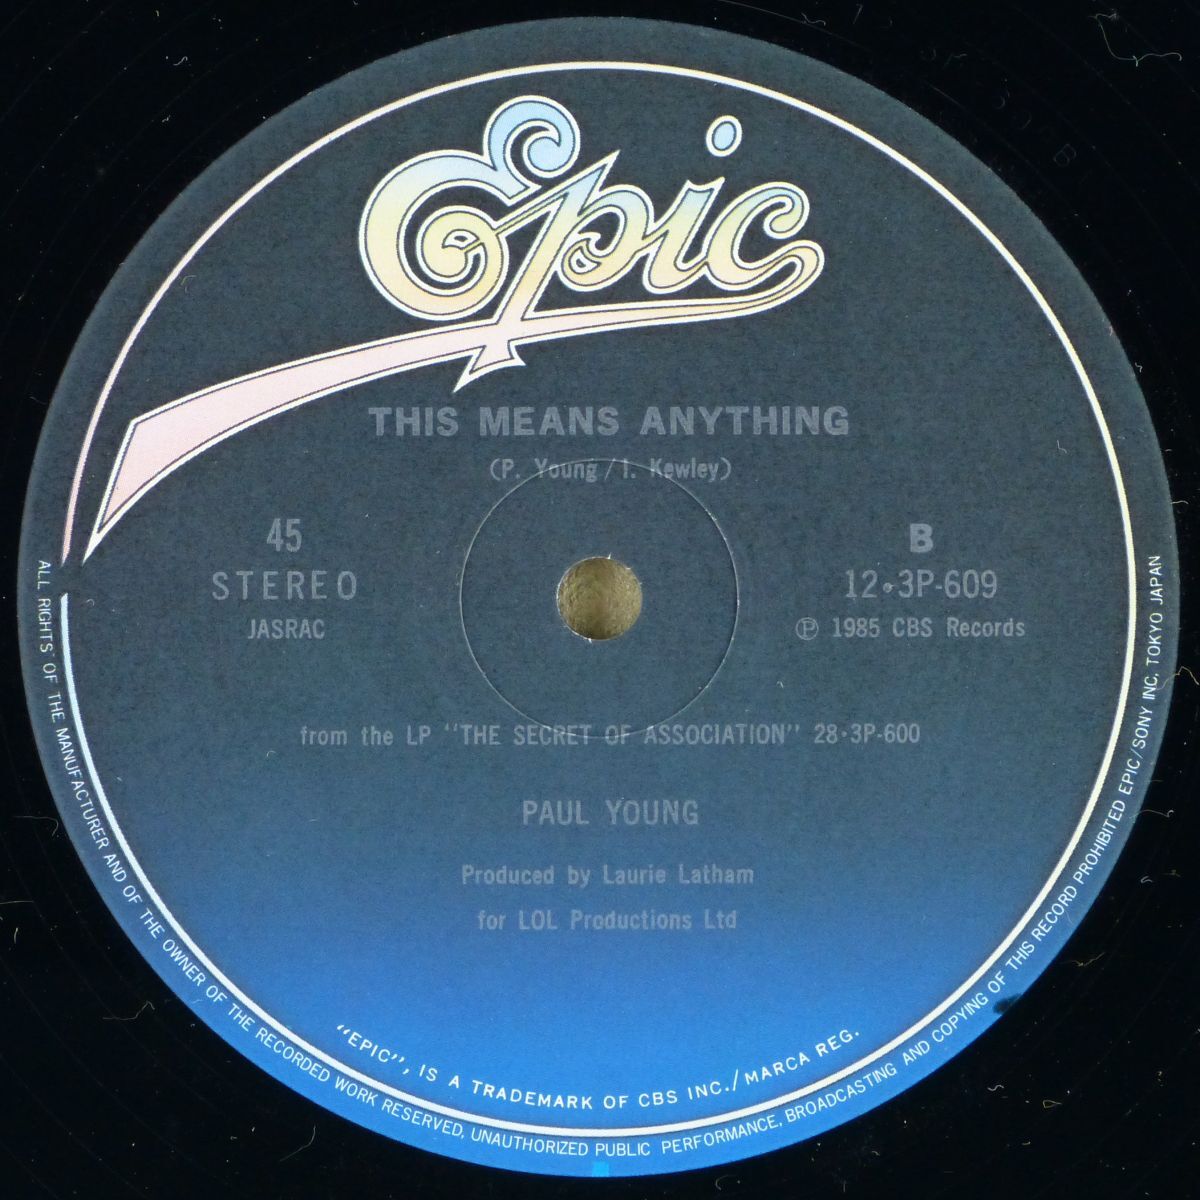 Epic
THIS MEANS ANYTHING
(P. Young / I. Kewley)
45
STEREO
JASRAC
B
12・3P-609
Ⓟ 1985 CBS Records
from the LP "THE SECRET OF ASSOCIATION" 28・3P-600
PAUL YOUNG
Produced by Laurie Latham
for LOL Productions Ltd
"EPIC", IS A TRADEMARK OF CBS INC./MARCA REG.
ALL RIGHTS OF THE MANUFACTURER AND OF THE OWNER OF THE RECORDED WORK RESERVED. UNAUTHORIZED PUBLIC PERFORMANCE, BROADCASTING AND COPYING OF THIS RECORD PROHIBITED EPIC/SONY INC. TOKYO JAPAN